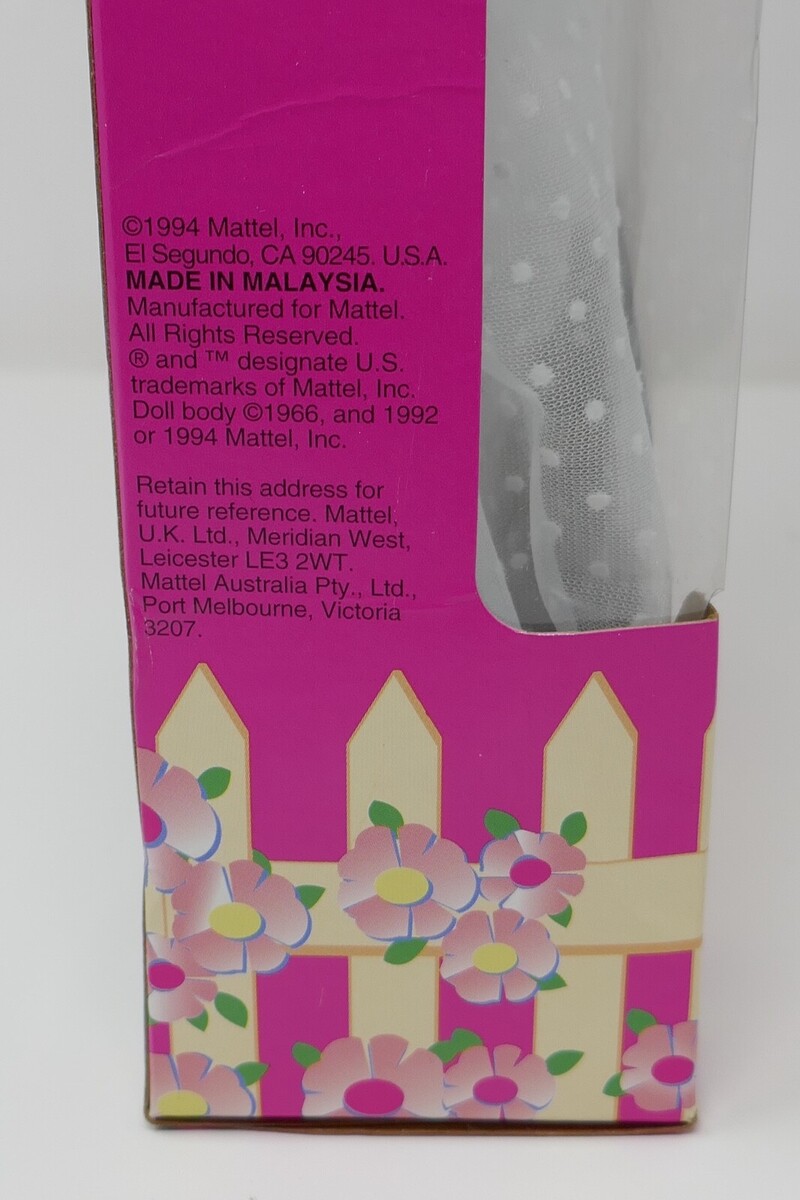 ©1994 Mattel, Inc.,
El Segundo, CA 90245. U.S.A.
MADE IN MALAYSIA.
Manufactured for Mattel.
All Rights Reserved.
® and ™ designate U.S.
trademarks of Mattel, Inc.
Doll body ©1966, and 1992
or 1994 Mattel, Inc.
Retain this address for
future reference. Mattel,
U.K. Ltd., Meridian West,
Leicester LE3 2WT.
Mattel Australia Pty., Ltd.,
Port Melbourne, Victoria
3207.